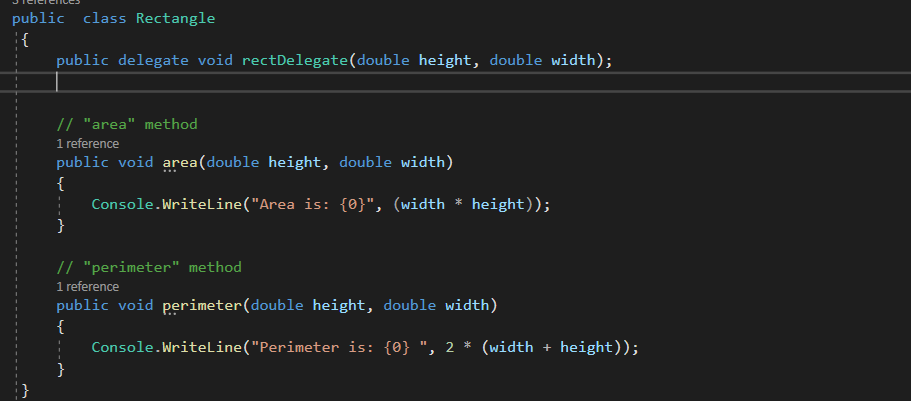 3 references
public  class Rectangle
{
public delegate void rectDelegate(double height, double width);
// "area" method
1 reference
public void area(double height, double width)
{
Console.WriteLine("Area is: {0}", (width * height));
}
// "perimeter" method
1 reference
public void perimeter(double height, double width)
{
Console.WriteLine("Perimeter is: {0} ", 2 * (width + height));
}
}